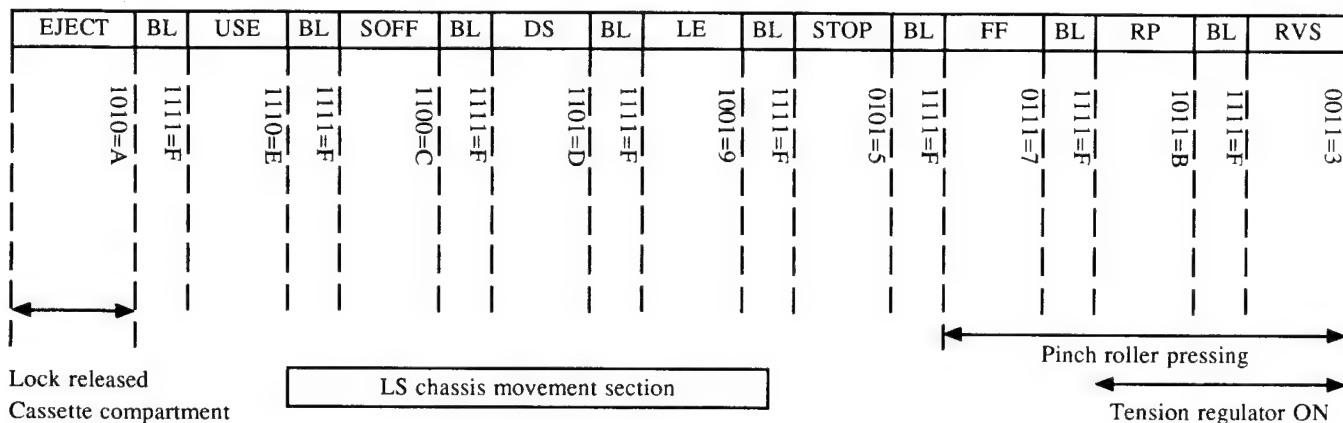 EJECT BL USE BL SOFF BL DS BL LE BL STOP BL FF BL RP BL RVS
1010=A 1111=F 1110=E 1111=F 1100=C 1111=F 1101=D 1111=F 1001=9 1111=F 0101=5 1111=F 0111=7 1111=F 1011=B 1111=F 0011=3
Pinch roller pressing
Lock released
LS chassis movement section
Cassette compartment
Tension regulator ON